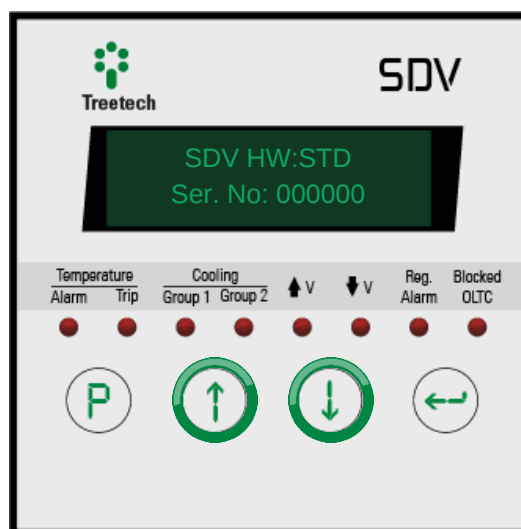 Treetech
SDV
SDV HW:STD
Ser. No: 000000
Temperature
Alarm Trip
Cooling
Group 1 Group 2
V
V
Reg.
Alarm
Blocked
OLTC
P